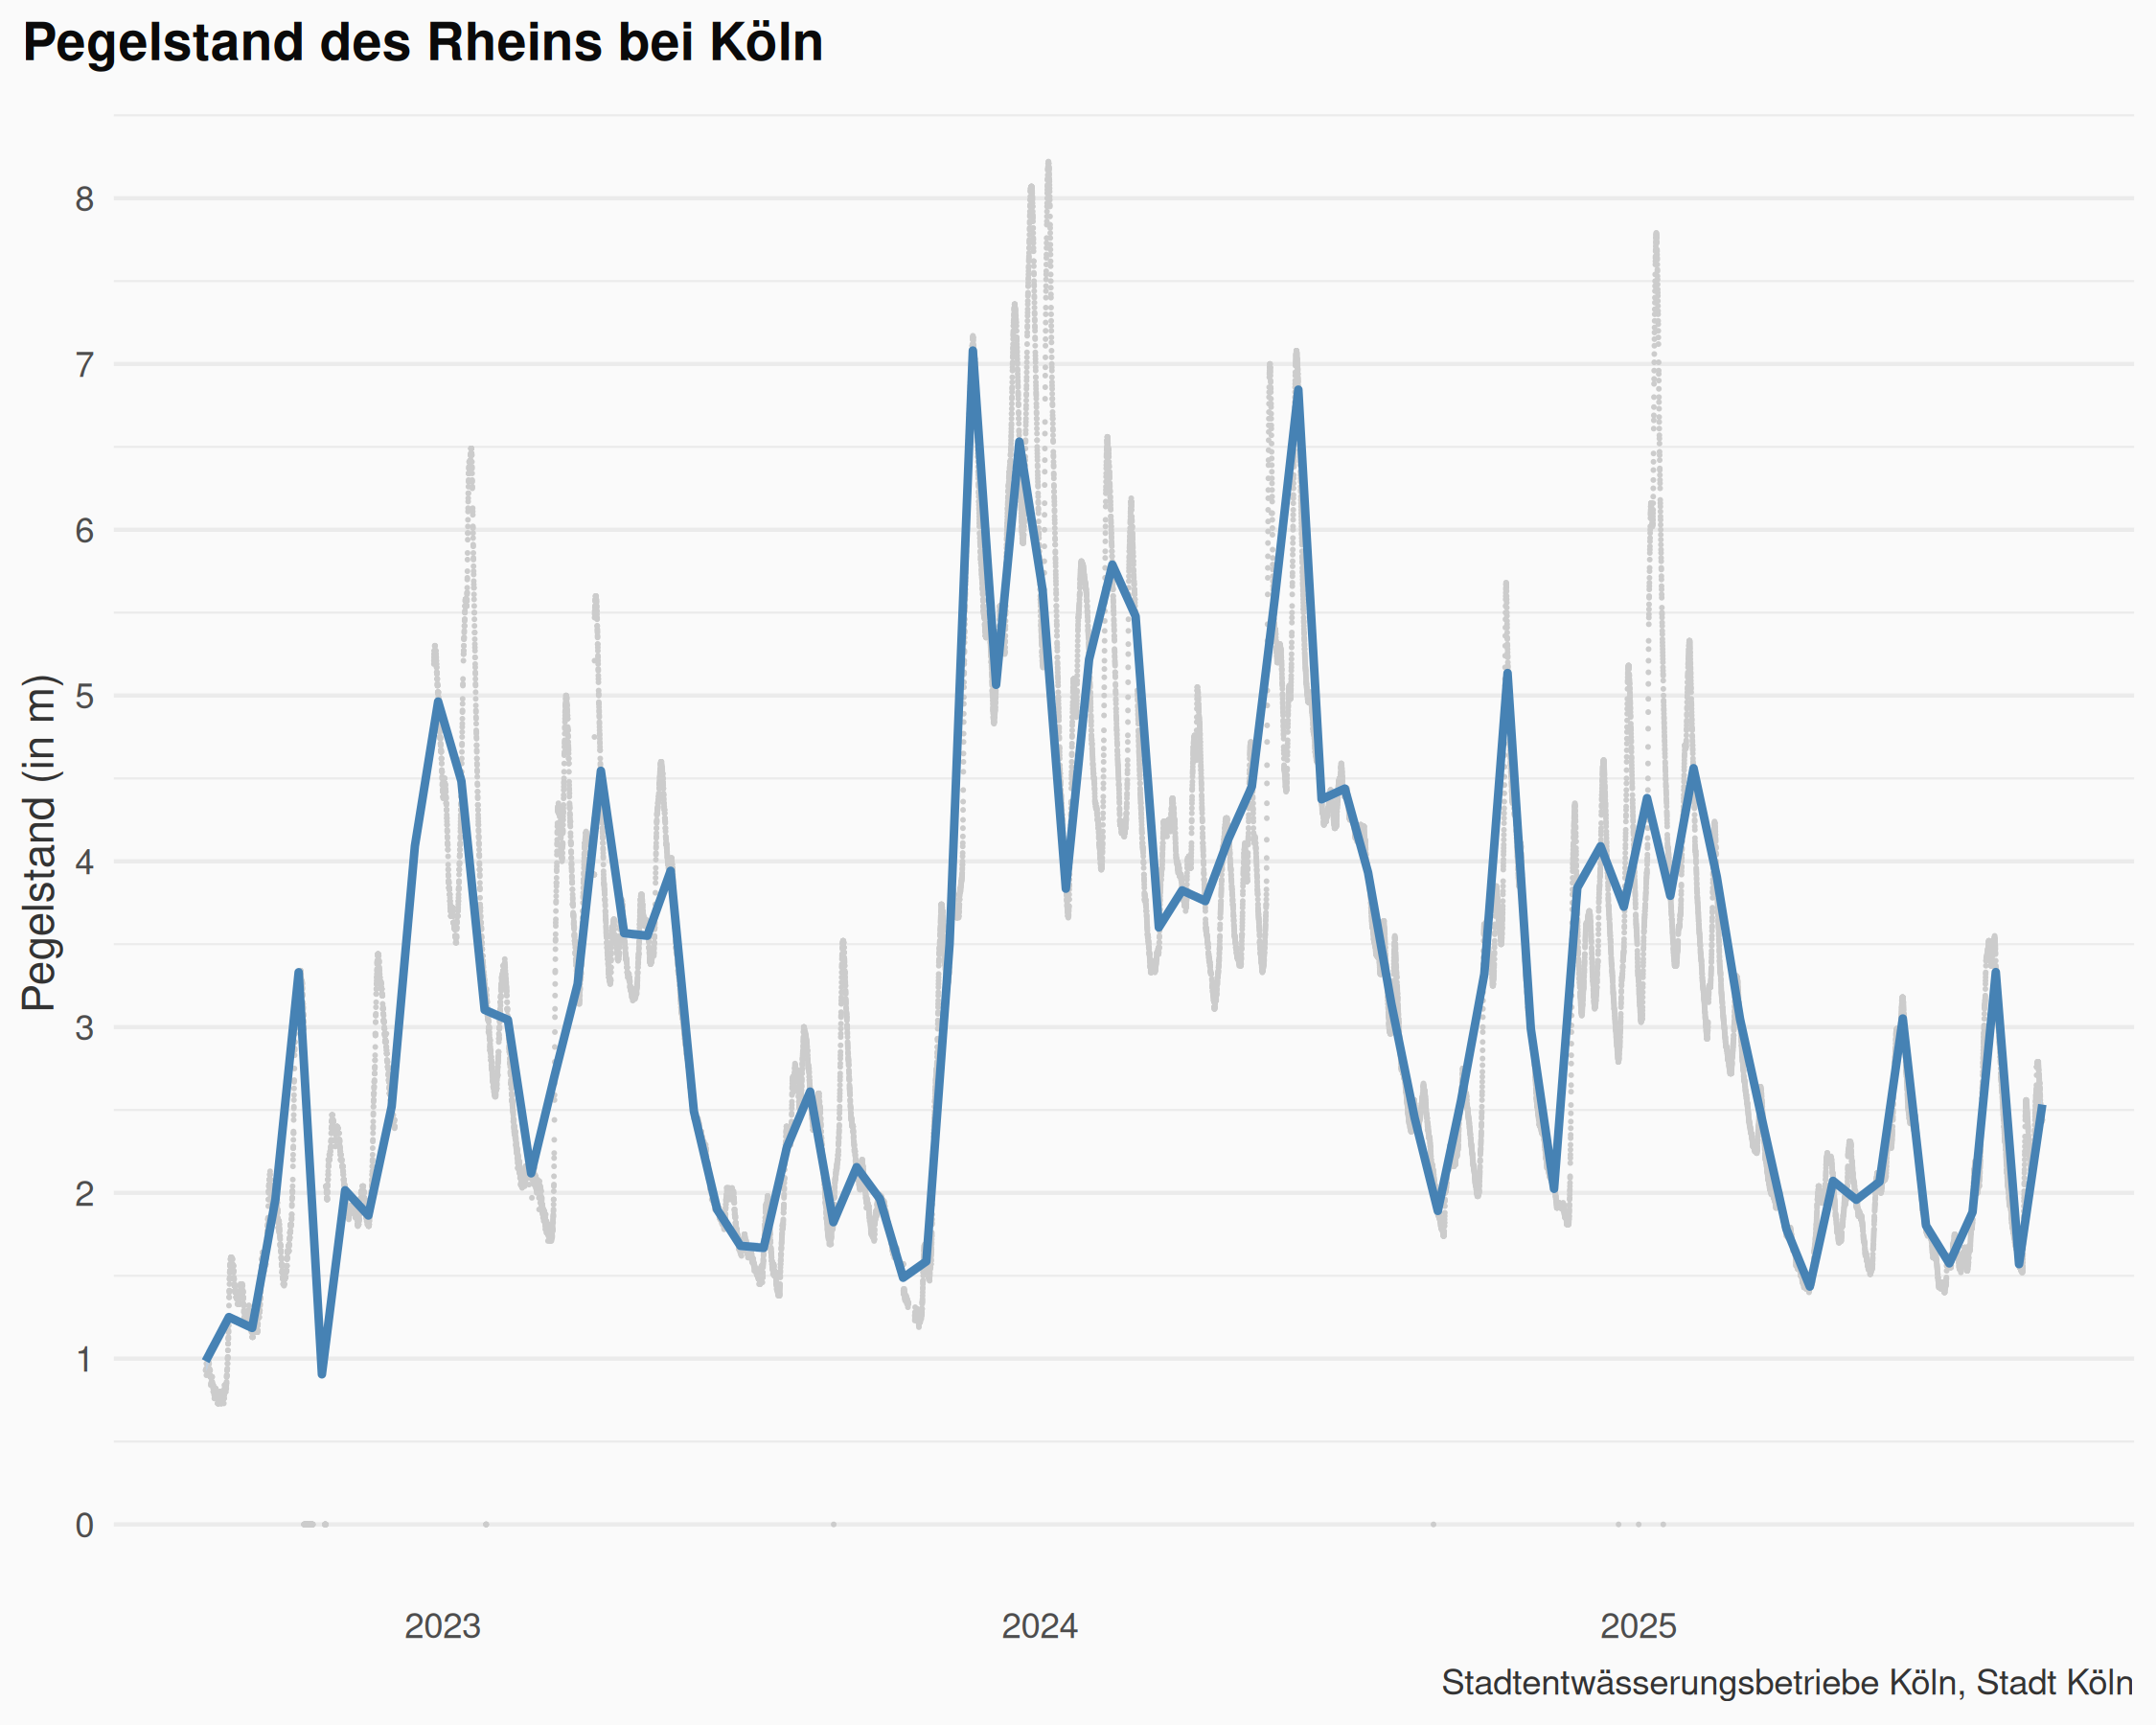 Pegelstand des Rheins bei Köln
Pegelstand (in m)
8
7
6
5
4
3
2
1
0
2023 2024 2025
Stadtentwässerungsbetriebe Köln, Stadt Köln